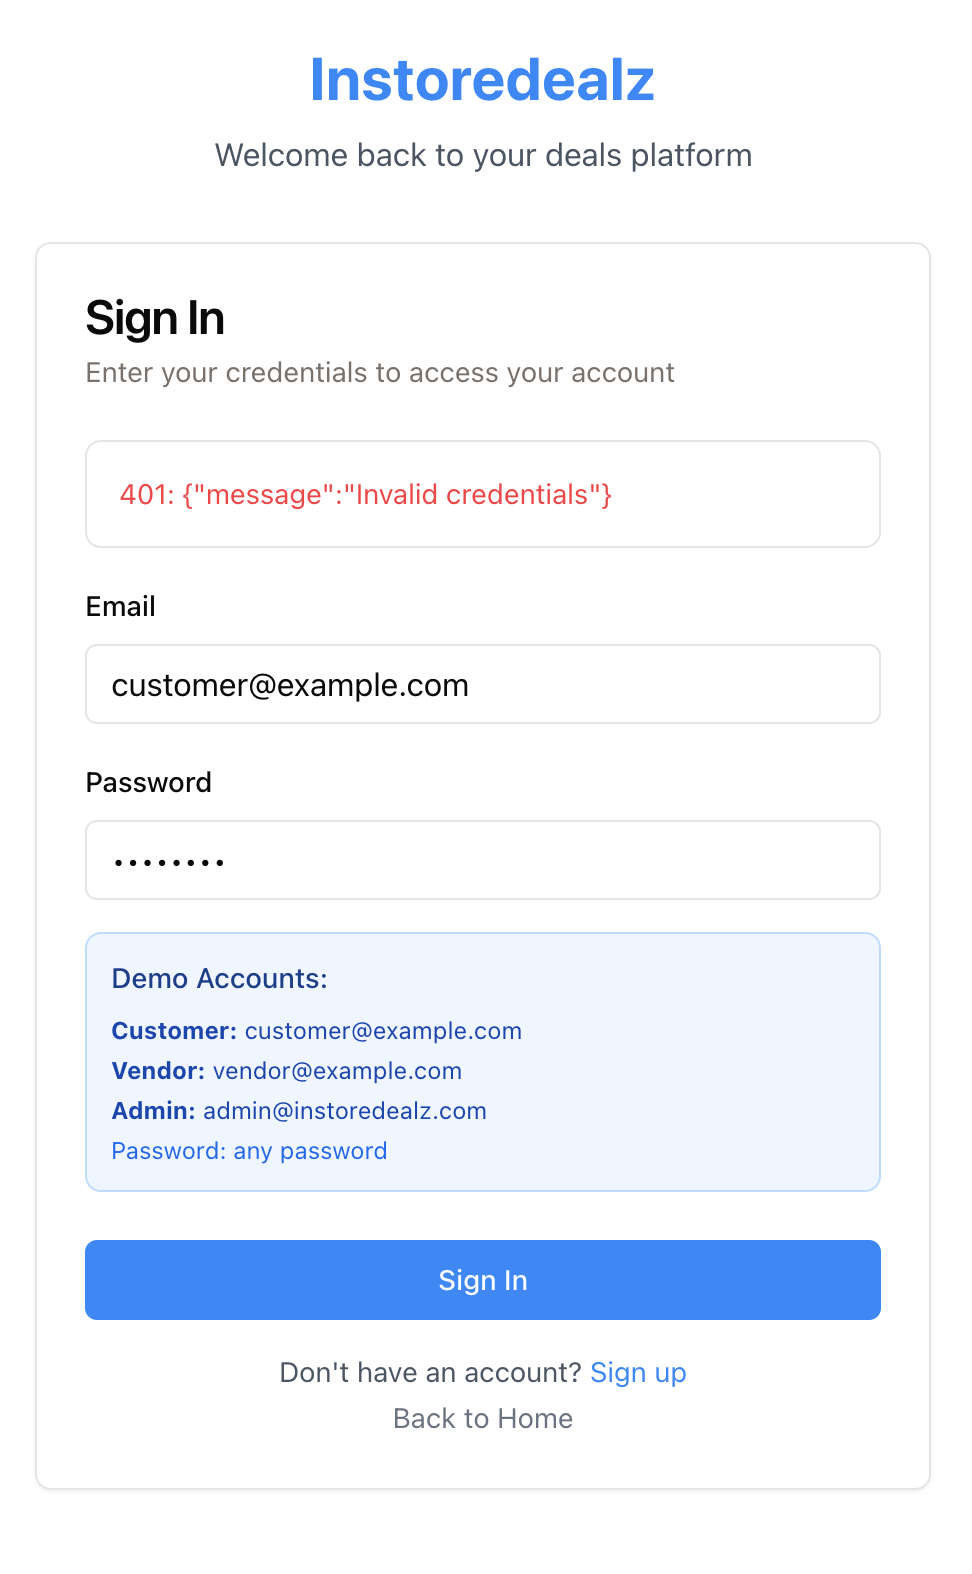 Instoredealz
Welcome back to your deals platform
Sign In
Enter your credentials to access your account
401: {"message":"Invalid credentials"}
Email
customer@example.com
Password
••••••••
Demo Accounts:
Customer: customer@example.com
Vendor: vendor@example.com
Admin: admin@instoredealz.com
Password: any password
Sign In
Don't have an account? Sign up
Back to Home